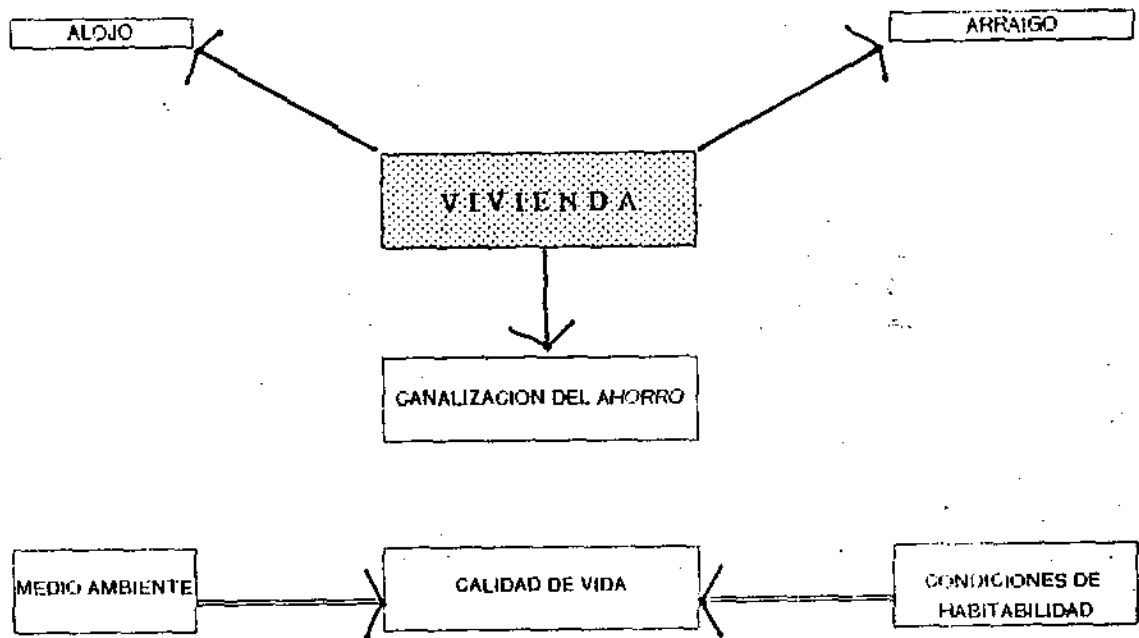 ALOJO
ARRAIGO
VIVIENDA
CANALIZACION DEL AHORRO
MEDIO AMBIENTE
CALIDAD DE VIDA
CONDICIONES DE
HABITABILIDAD